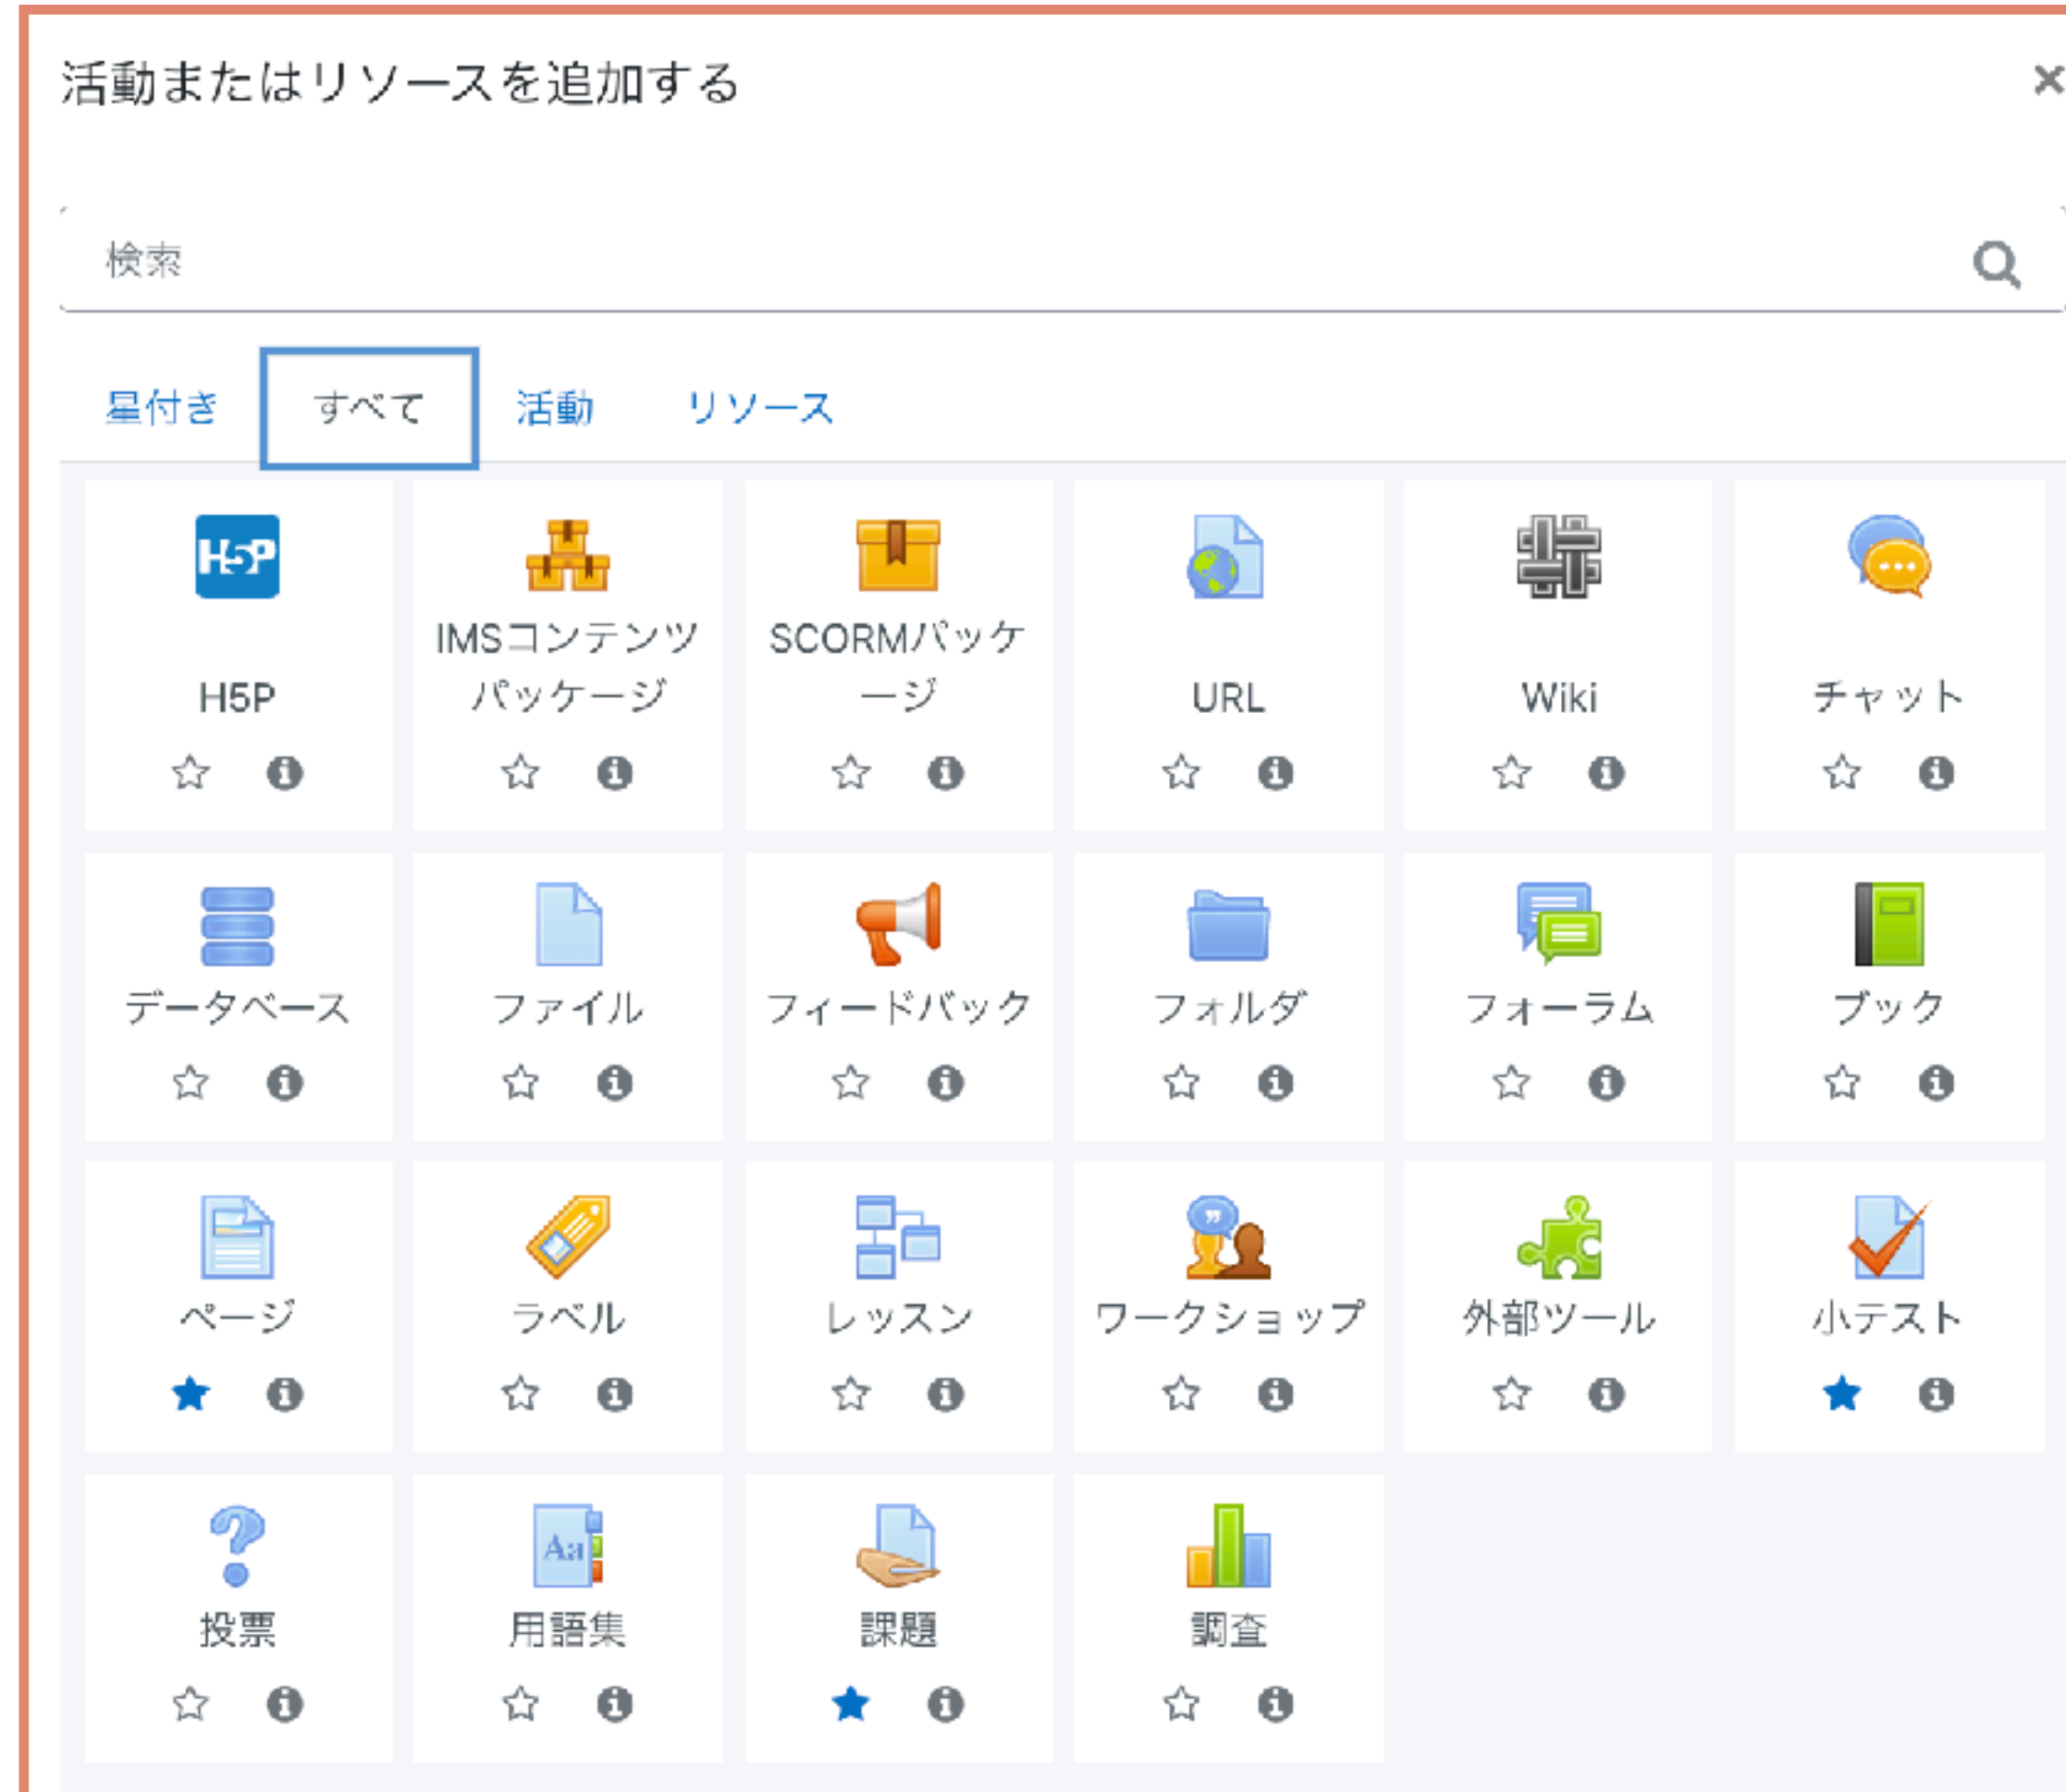 活動またはリソースを追加する
×
検索
星付き すべて 活動 リソース
H5P
IMSコンテンツ
パッケージ
SCORMパッケ
ージ
URL
Wiki
チャット
H5P
データベース
ファイル
フィードバック
フォルダ
フォーラム
ブック
ページ
ラベル
レッスン
ワークショップ
外部ツール
小テスト
Aa
投票
用語集
課題
調査